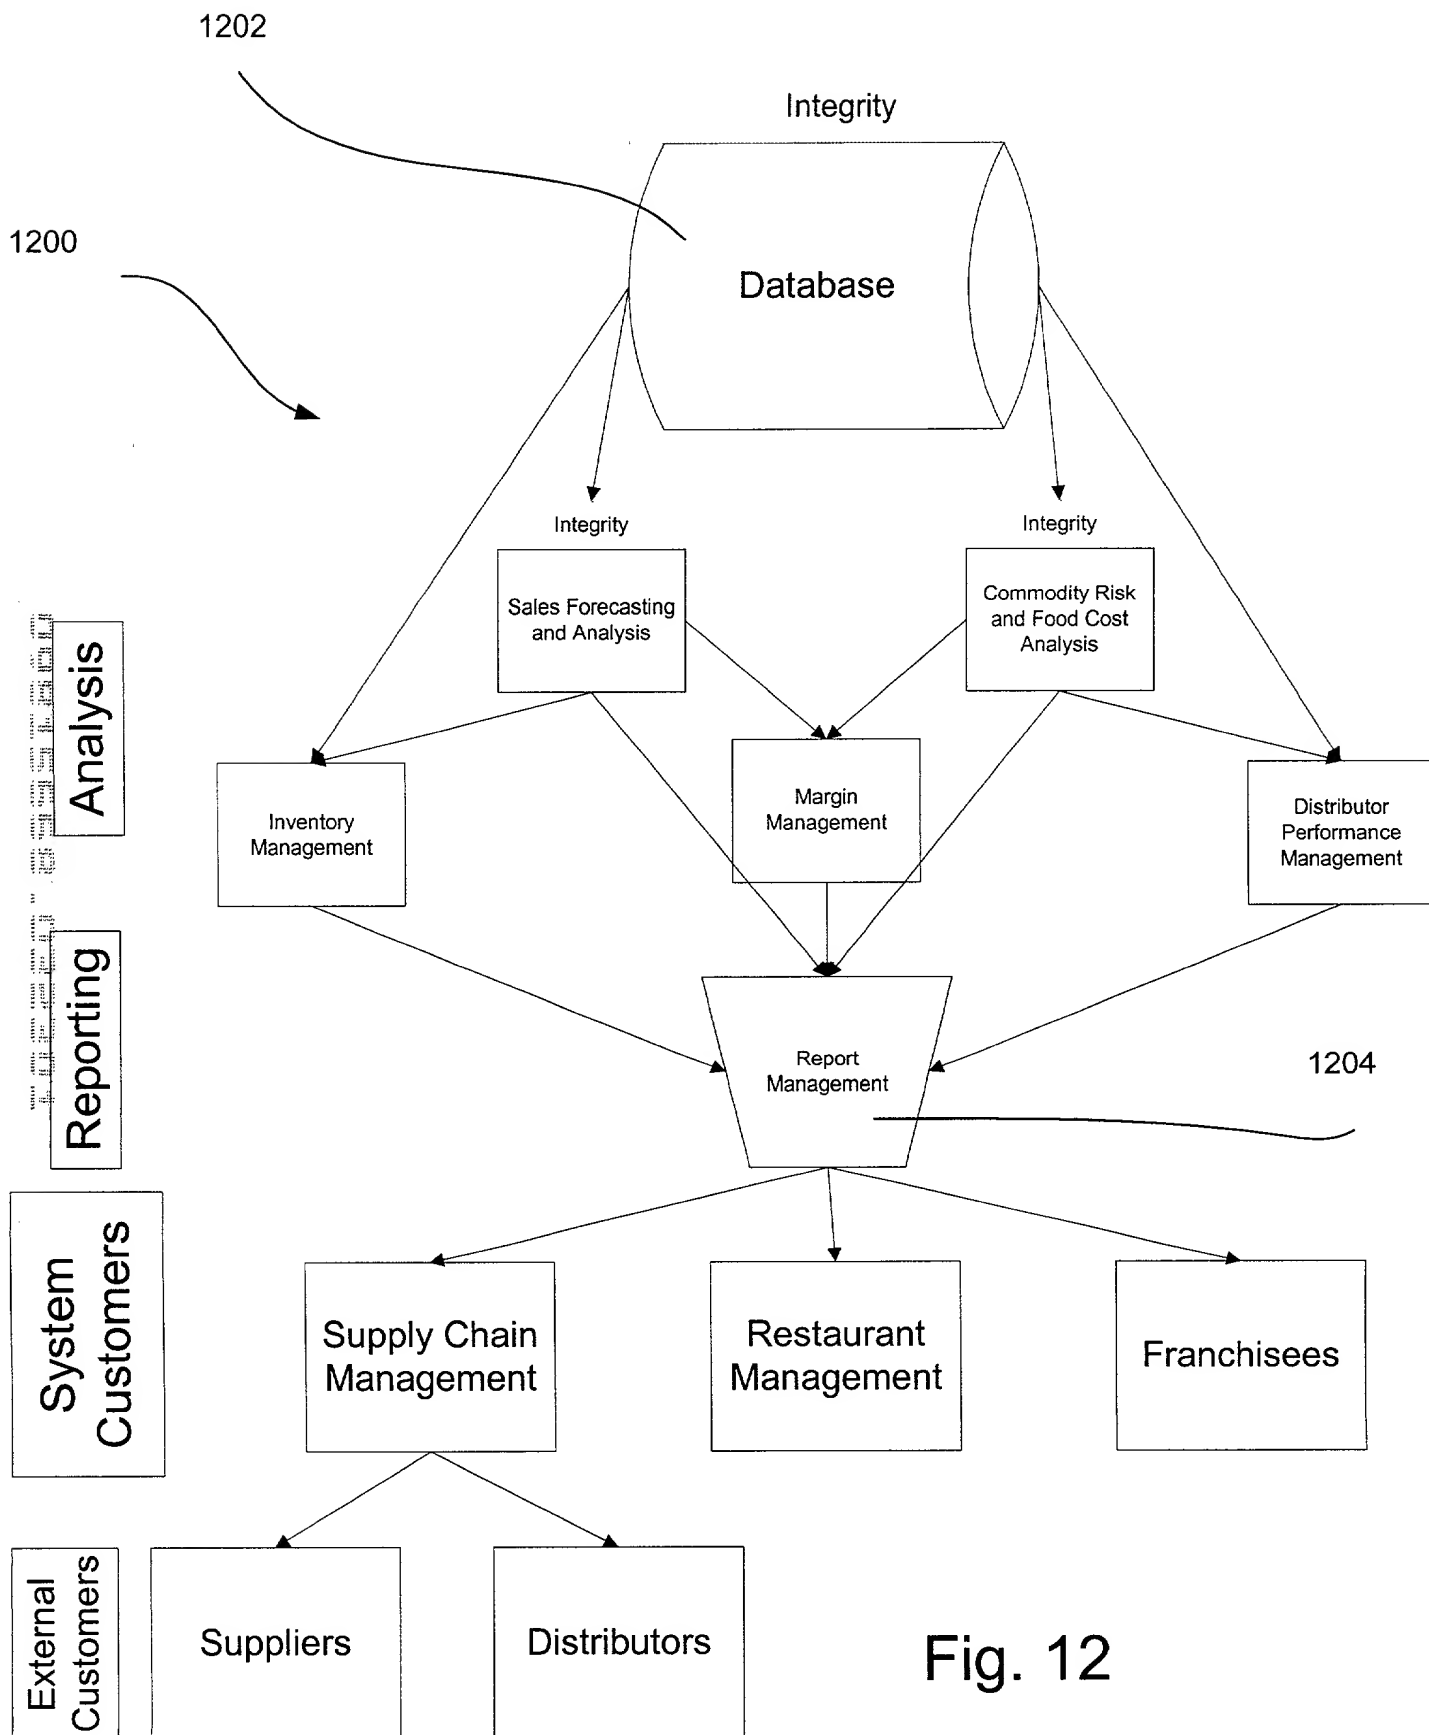 1202
Integrity
1200
Database
Integrity
Integrity
Sales Forecasting
and Analysis
Commodity Risk
and Food Cost
Analysis
Analysis
Inventory
Management
Margin
Management
Distributor
Performance
Management
Reporting
Report
Management
1204
System
Customers
Supply Chain
Management
Restaurant
Management
Franchisees
External
Customers
Suppliers
Distributors
Fig. 12